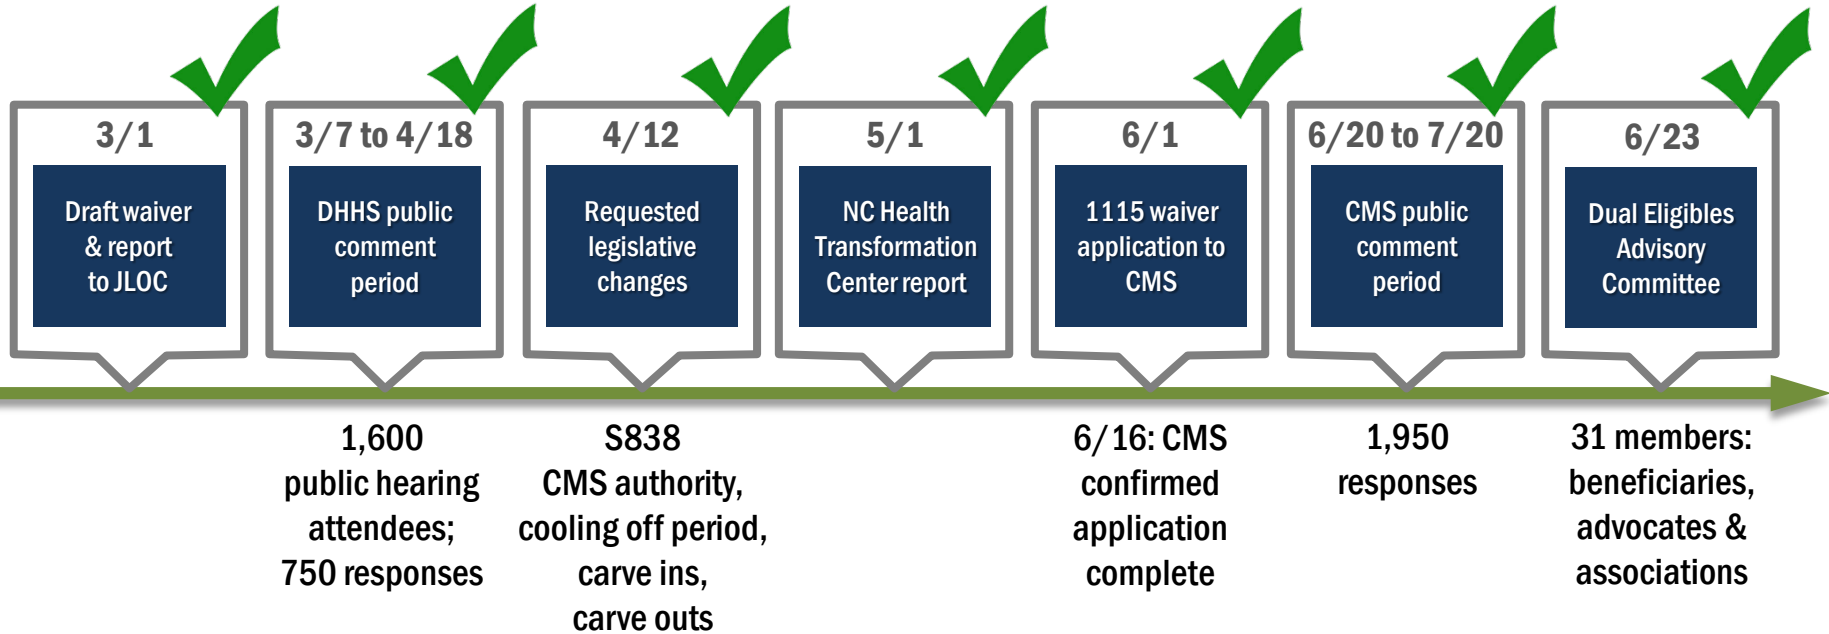 3/1
Draft waiver
& report
to JLOC
3/7 to 4/18
DHHS public
comment
period
4/12
Requested
legislative
changes
5/1
NC Health
Transformation
Center report
6/1
1115 waiver
application to
CMS
6/20 to 7/20
CMS public
comment
period
6/23
Dual Eligibles
Advisory
Committee
1,600
public hearing
attendees;
750 responses
S838
CMS authority,
cooling off period,
carve ins,
carve outs
6/16: CMS
confirmed
application
complete
1,950
responses
31 members:
beneficiaries,
advocates &
associations